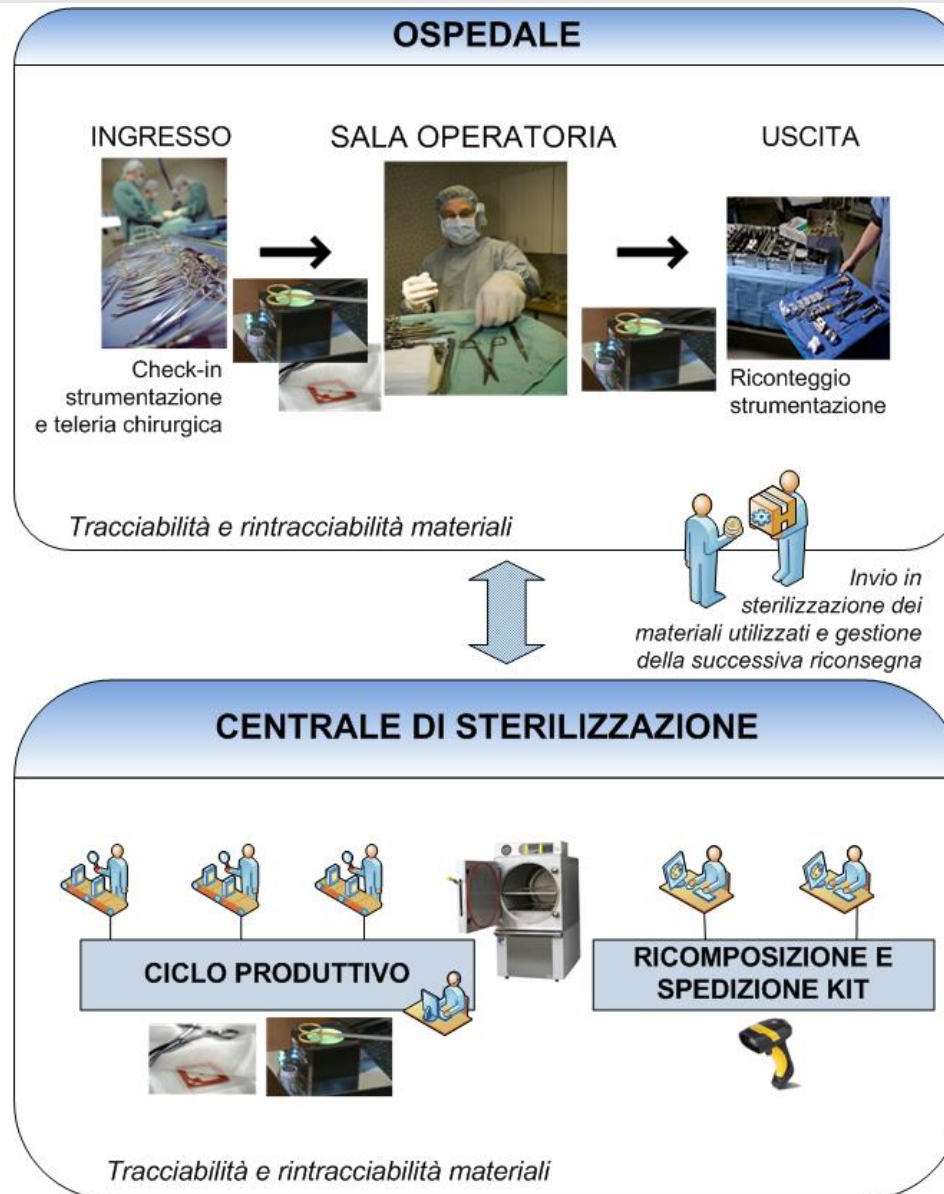 OSPEDALE
INGRESSO
SALA OPERATORIA
USCITA
Check-in
strumentazione
e teleria chirurgica
Riconteggio
strumentazione
Tracciabilità e rintracciabilità materiali
Invio in
sterilizzazione dei
materiali utilizzati e gestione
della successiva riconsegna
CENTRALE DI STERILIZZAZIONE
CICLO PRODUTTIVO
RICOMPOSIZIONE E
SPEDIZIONE KIT
Tracciabilità e rintracciabilità materiali